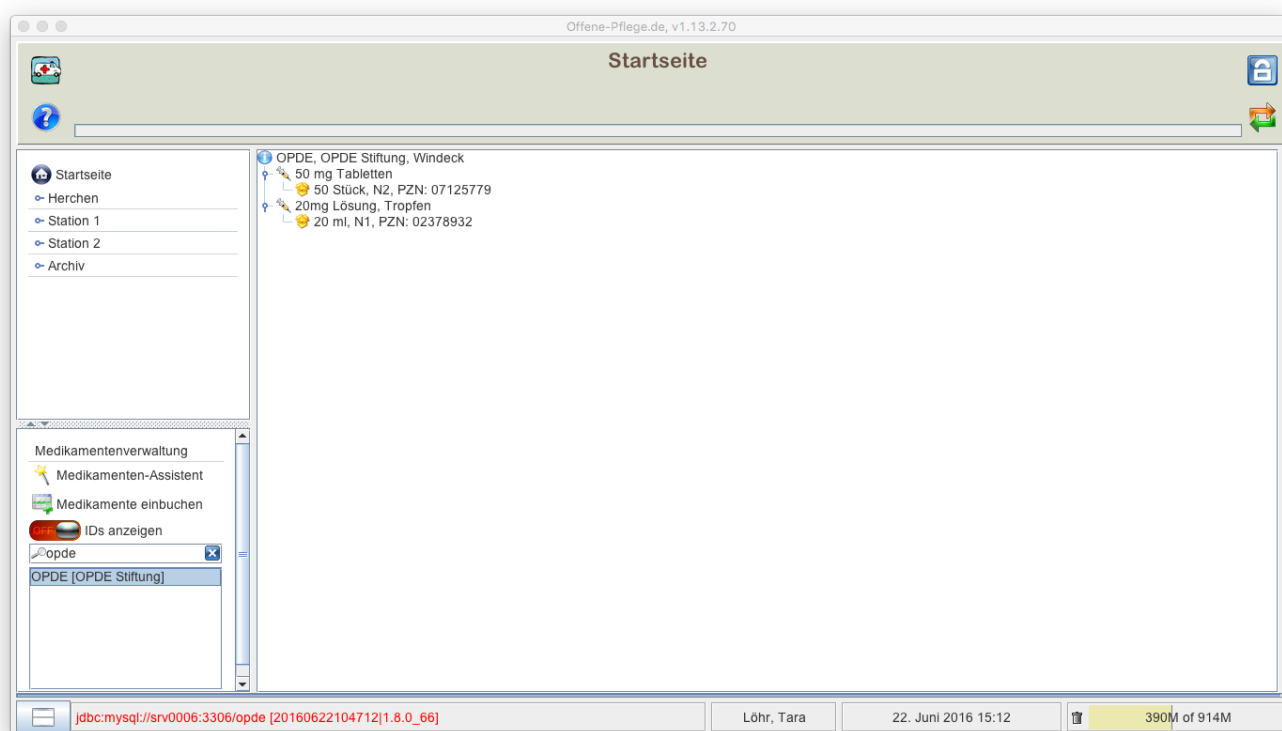 Offene-Pflege.de, v1.13.2.70
Startseite
?
Startseite
Herchen
Station 1
Station 2
Archiv
OPDE, OPDE Stiftung, Windeck
50 mg Tabletten
50 Stück, N2, PZN: 07125779
20mg Lösung, Tropfen
20 ml, N1, PZN: 02378932
Medikamentenverwaltung
Medikamenten-Assistent
Medikamente einbuchen
OFF IDs anzeigen
opde
OPDE [OPDE Stiftung]
jdbc:mysql://srv0006:3306/opde [20160622104712|1.8.0_66]
Löhr, Tara
22. Juni 2016 15:12
390M of 914M